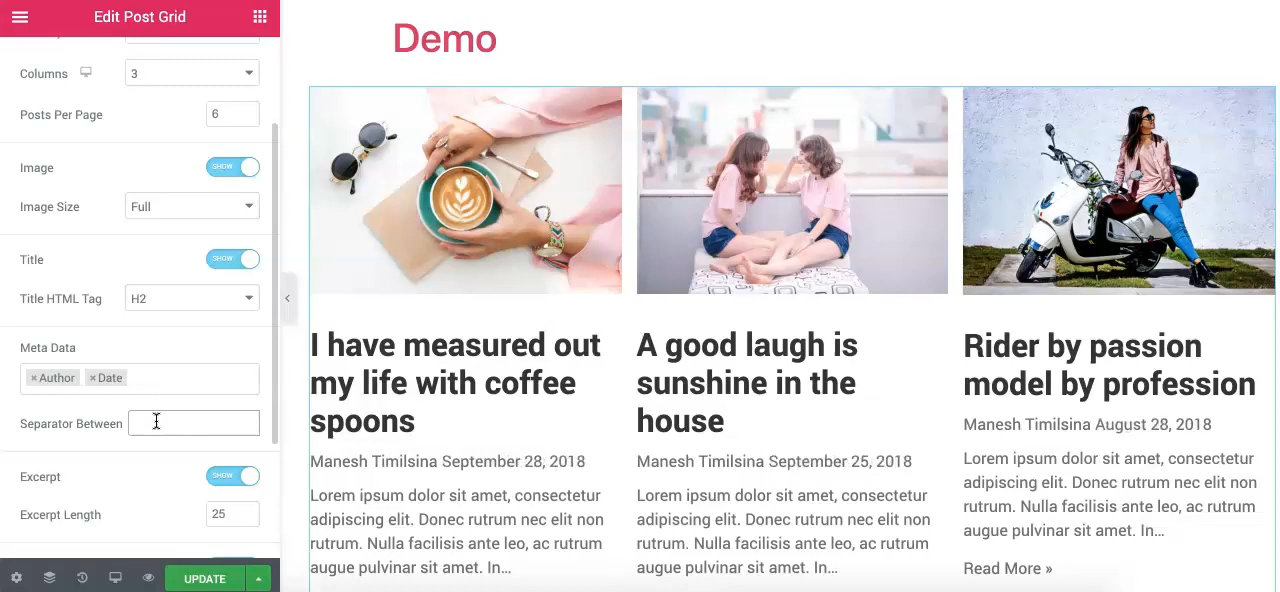 Edit Post Grid
Columns
3
Posts Per Page
6
Image
SHOW
Image Size
Full
Title
SHOW
Title HTML Tag
H2
Meta Data
×Author ×Date
Separator Between
Excerpt
SHOW
Excerpt Length
25
UPDATE
Demo
I have measured out
my life with coffee
spoons
Manesh Timilsina September 28, 2018
Lorem ipsum dolor sit amet, consectetur
adipiscing elit. Donec rutrum nec elit non
rutrum. Nulla facilisis ante leo, ac rutrum
augue pulvinar sit amet. In...
A good laugh is
sunshine in the
house
Manesh Timilsina September 25, 2018
Lorem ipsum dolor sit amet, consectetur
adipiscing elit. Donec rutrum nec elit non
rutrum. Nulla facilisis ante leo, ac rutrum
augue pulvinar sit amet. In...
Rider by passion
model by profession
Manesh Timilsina August 28, 2018
Lorem ipsum dolor sit amet, consectetur
adipiscing elit. Donec rutrum nec elit non
rutrum. Nulla facilisis ante leo, ac rutrum
augue pulvinar sit amet. In...
Read More »